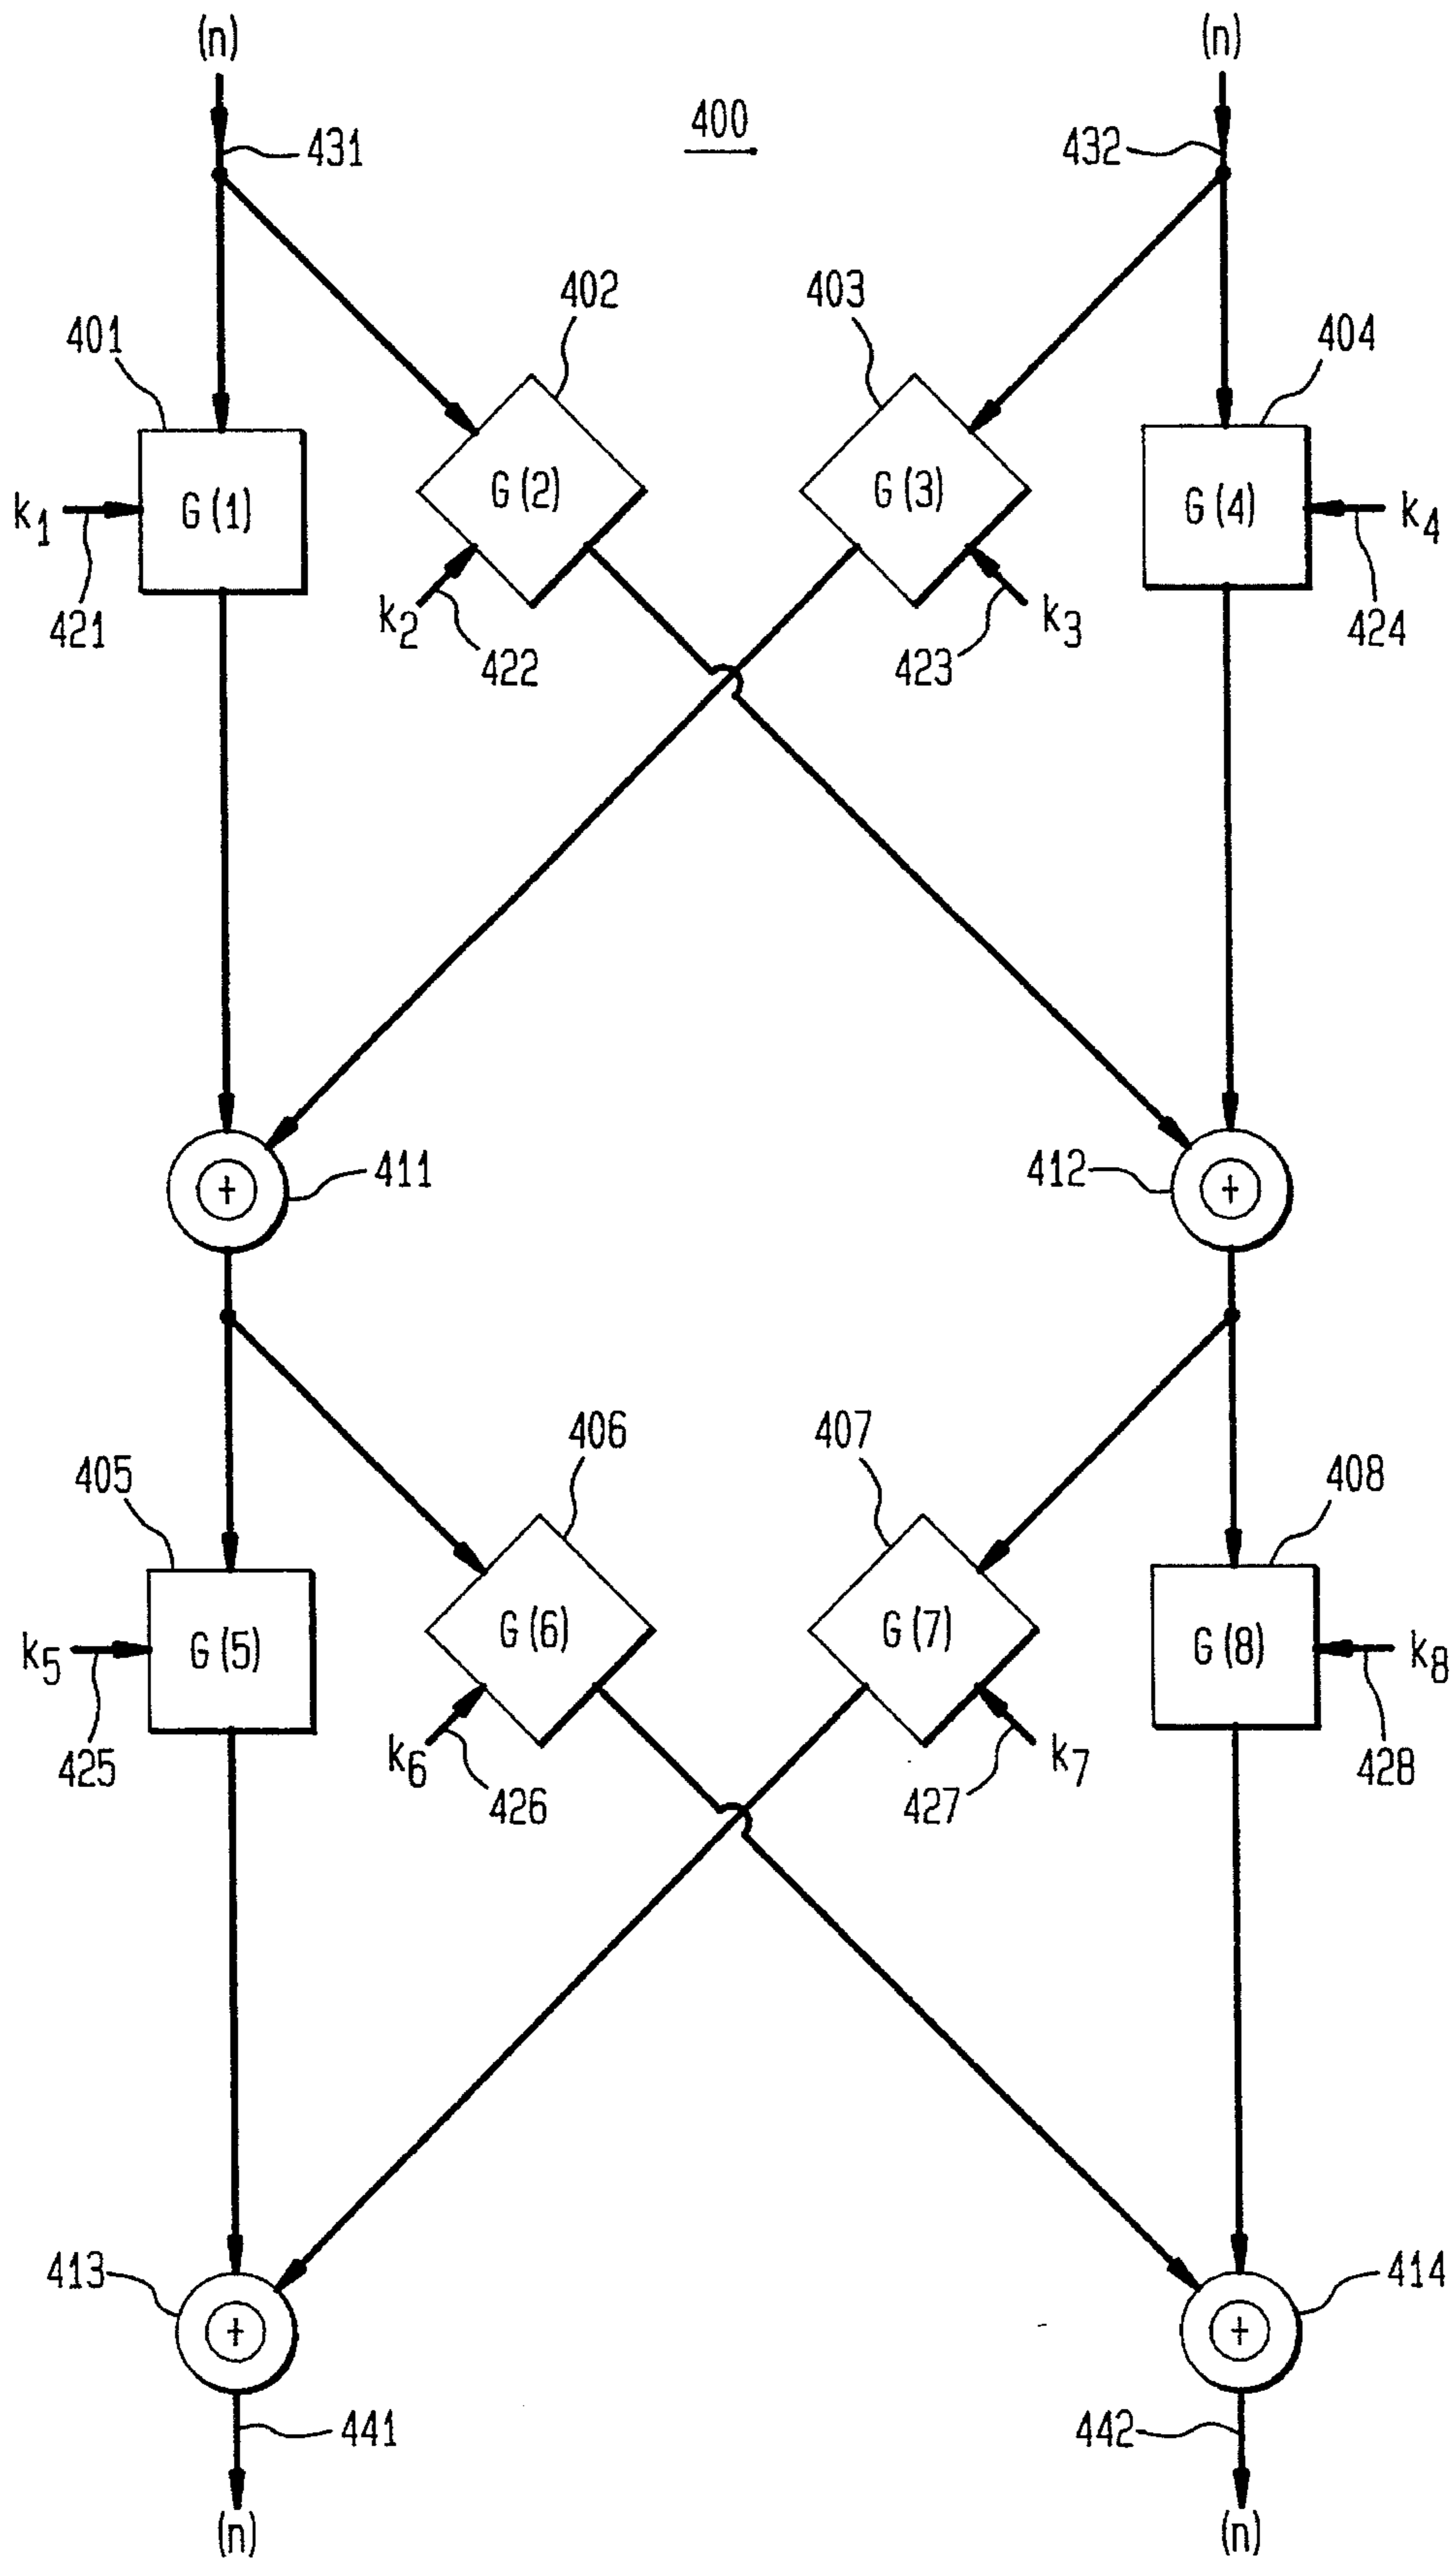 (n) (n)
400
431 432
402 403
401 404
G(1) G(2) G(3) G(4)
k1 k4
421 k2 k3 424
422 423
+ 411 412 +
406 407
405 408
G(5) G(6) G(7) G(8)
k5 k8
425 k6 k7 428
426 427
413 414
+ +
441 442
(n) (n)